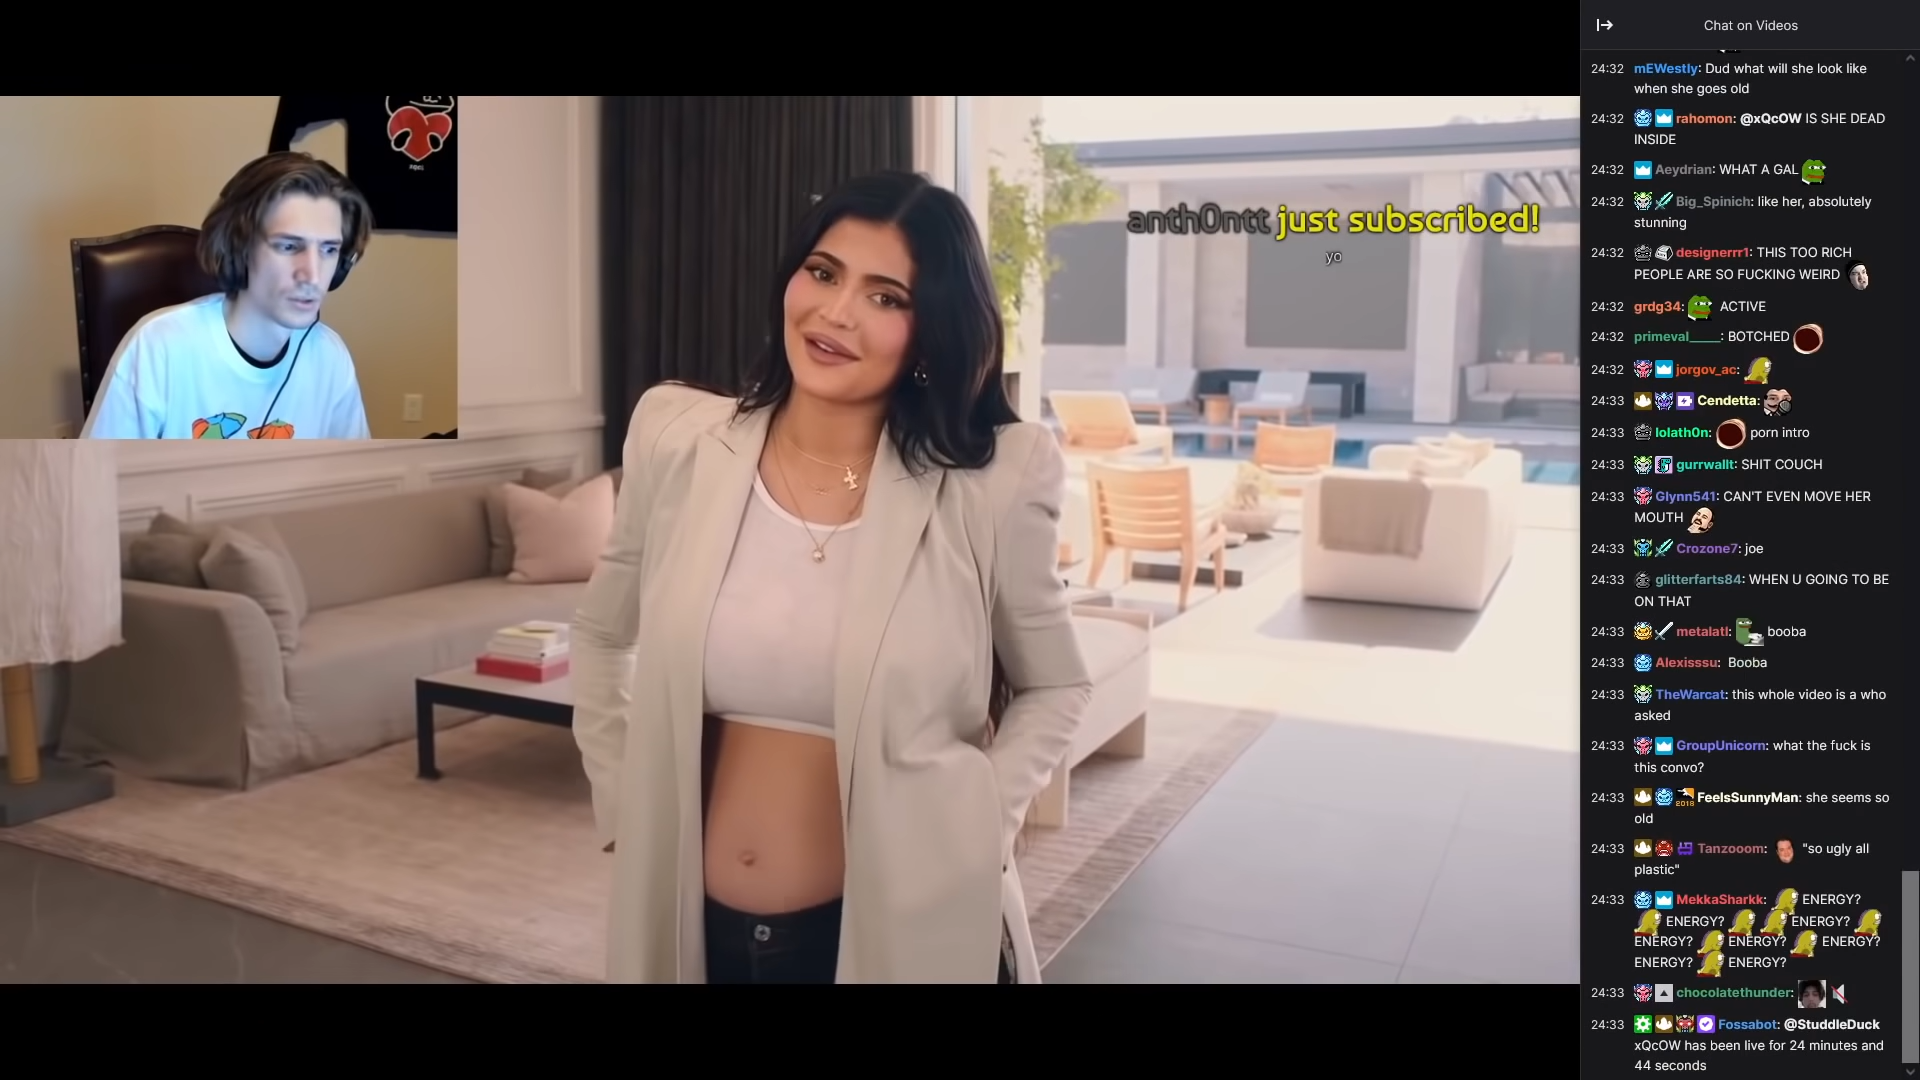 Chat on Videos
24:32 mEWestly: Dud what will she look like
when she goes old
24:32 rahomon: @xQcOW IS SHE DEAD
INSIDE
24:32 Aeydrian: WHAT A GAL
24:32 Big_Spinich: like her, absolutely
stunning
24:32 designerrr1: THIS TOO RICH
PEOPLE ARE SO FUCKING WEIRD
24:32 grdg34: ACTIVE
24:32 primeval_____: BOTCHED
24:32 jorgov_ac:
24:33 Cendetta:
24:33 lolath0n: porn intro
24:33 gurrwallt: SHIT COUCH
24:33 Glynn541: CAN'T EVEN MOVE HER
MOUTH
24:33 Crozone7: joe
24:33 glitterfarts84: WHEN U GOING TO BE
ON THAT
24:33 metalati: booba
24:33 Alexisssu: Booba
24:33 TheWarcat: this whole video is a who
asked
24:33 GroupUnicorn: what the fuck is
this convo?
24:33 2018 FeelsSunnyMan: she seems so
old
24:33 Tanzooom: "so ugly all
plastic"
24:33 MekkaSharkk: ENERGY?
ENERGY? ENERGY?
ENERGY? ENERGY? ENERGY?
ENERGY? ENERGY?
24:33 chocolatethunder:
24:33 Fossabot: @StuddleDuck
xQcOW has been live for 24 minutes and
44 seconds
anth0ntt just subscribed!
yo